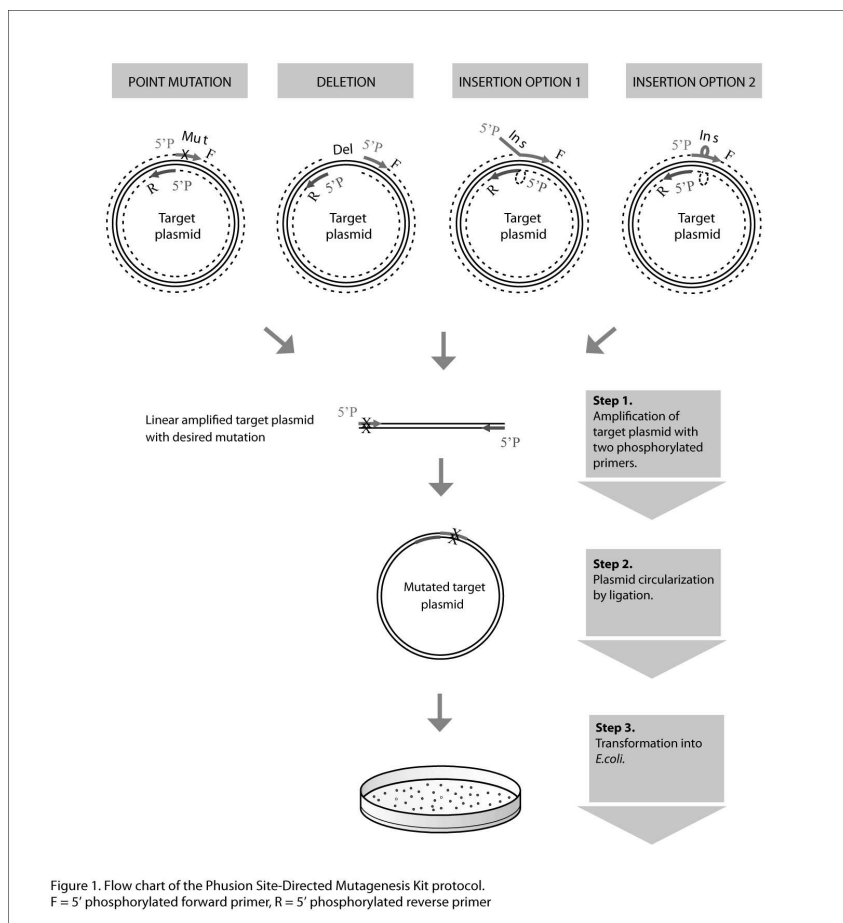 POINT MUTATION
DELETION
INSERTION OPTION 1
INSERTION OPTION 2
5'P
Mut
X
F
R
5'P
Target
plasmid
Del
5'P
F
R
5'P
Target
plasmid
5'P
Ins
F
R
5'P
Target
plasmid
5'P
Ins
F
R
5'P
Target
plasmid
Linear amplified target plasmid
with desired mutation
5'P
X
X
5'P
Step 1.
Amplification of
target plasmid with
two phosphorylated
primers.
X
X
Mutated target
plasmid
Step 2.
Plasmid circularization
by ligation.
Step 3.
Transformation into
E.coli.
Figure 1. Flow chart of the Phusion Site-Directed Mutagenesis Kit protocol.
F = 5' phosphorylated forward primer, R = 5' phosphorylated reverse primer